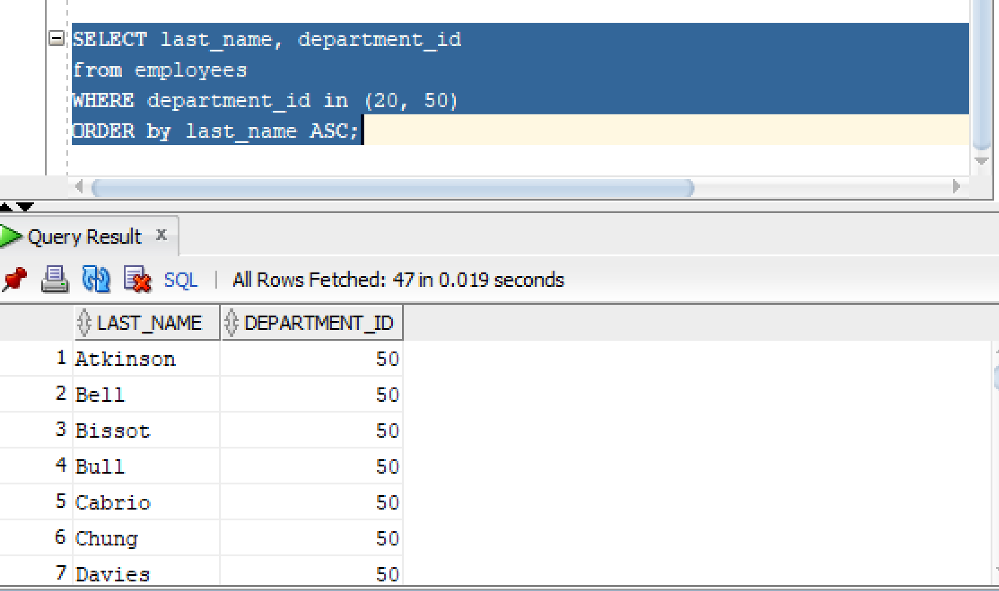 SELECT last_name, department_id
from employees
WHERE department_id in (20, 50)
ORDER by last_name ASC;
Query Result x
SQL | All Rows Fetched: 47 in 0.019 seconds
LAST_NAME DEPARTMENT_ID
1 Atkinson 50
2 Bell 50
3 Bissot 50
4 Bull 50
5 Cabrio 50
6 Chung 50
7 Davies 50